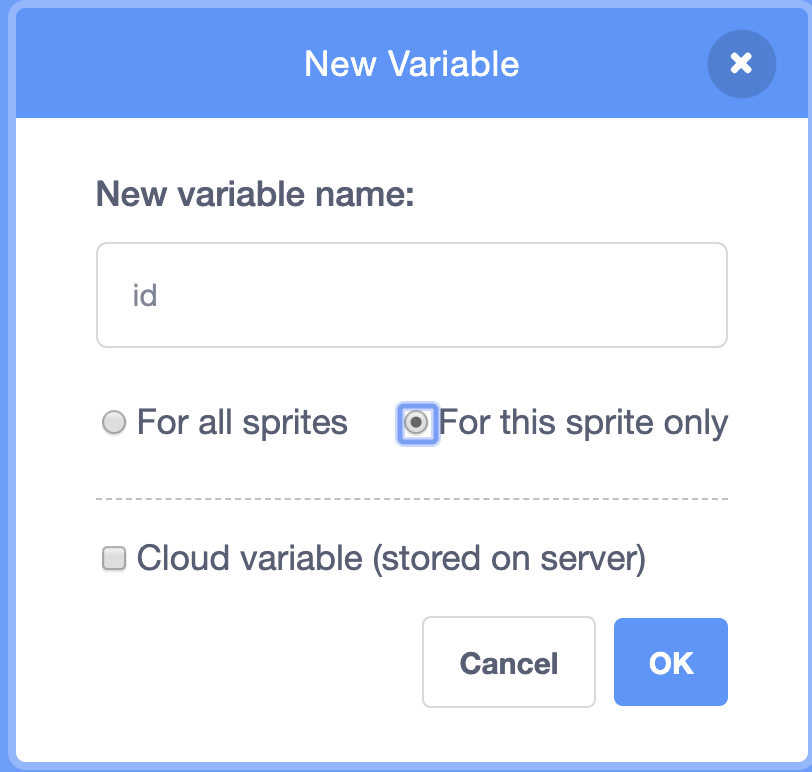 New Variable
New variable name:
id
For all sprites For this sprite only
Cloud variable (stored on server)
Cancel OK